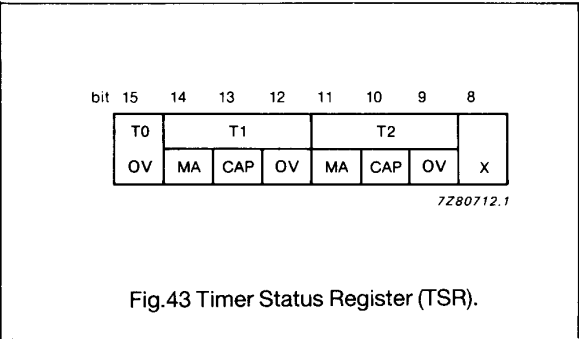 bit 15 14 13 12 11 10 9 8
T0 T1 T2
OV MA CAP OV MA CAP OV X
7Z80712.1
Fig.43 Timer Status Register (TSR).